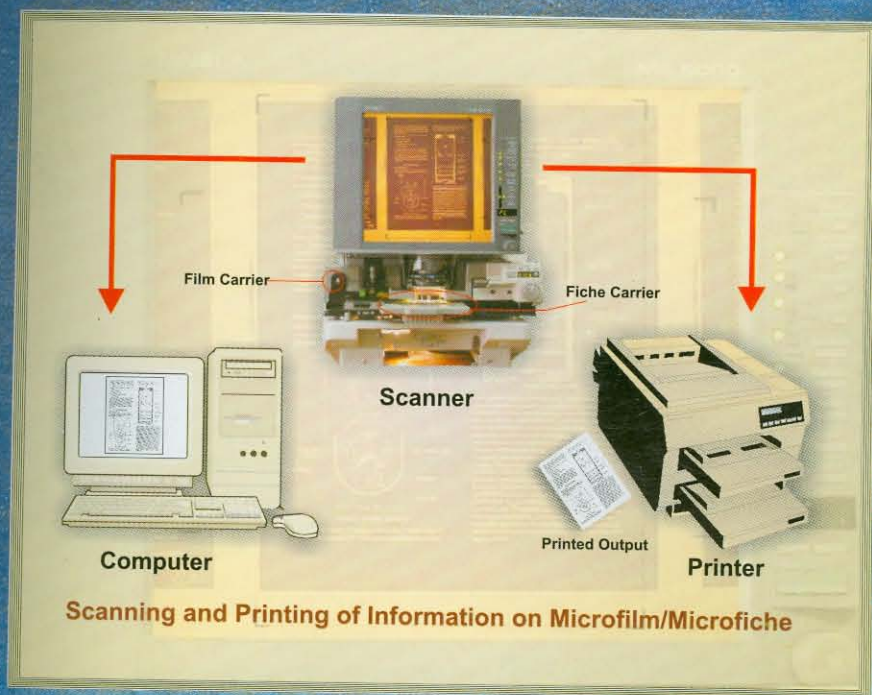 Film Carrier
Fiche Carrier
Scanner
Computer
Printed Output
Printer
Scanning and Printing of Information on Microfilm/Microfiche